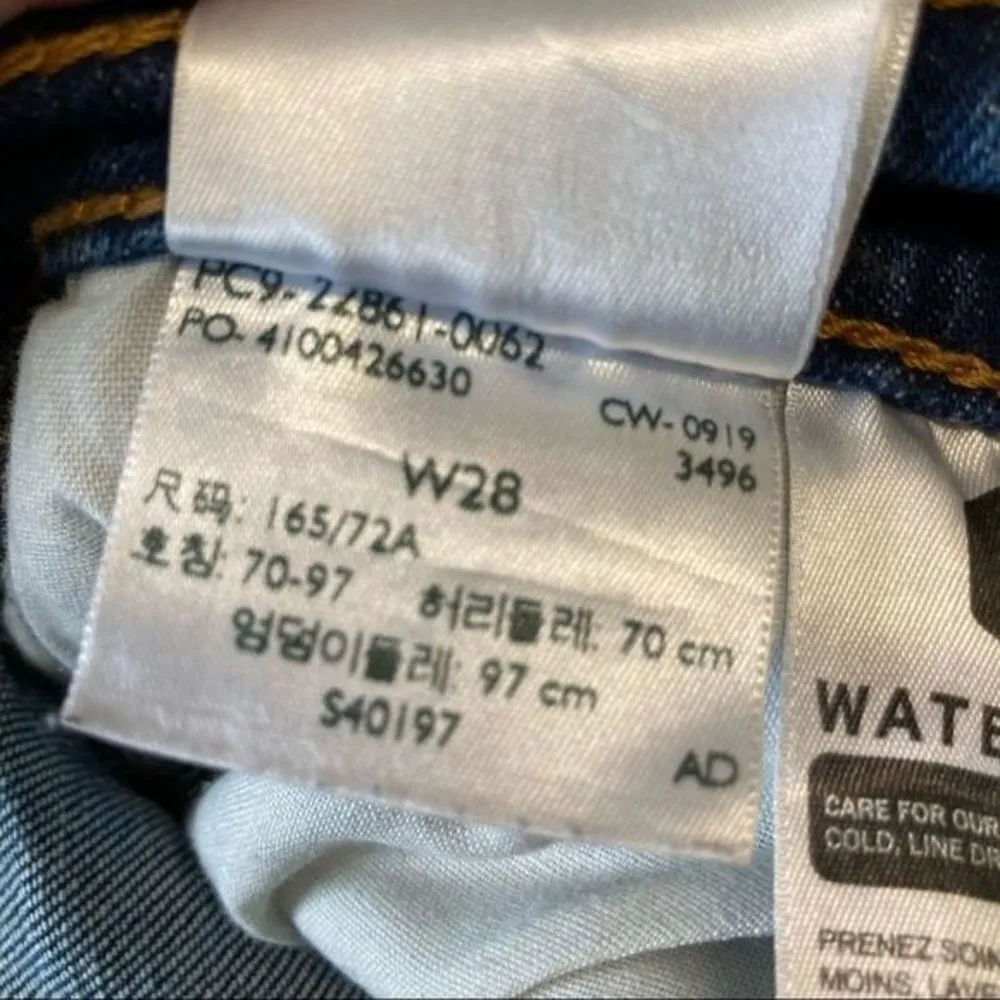 PC9-22861-0062
PO-4100426630
CW-0919
3496
W28
尺码: 165/72A
호칭: 70-97 허리둘레: 70 cm
엉덩이둘레: 97 cm
S40197
AD
WATE
CARE FOR OUR
COLD, LINE DR
PRENEZ SOIN
MOINS, LAVE